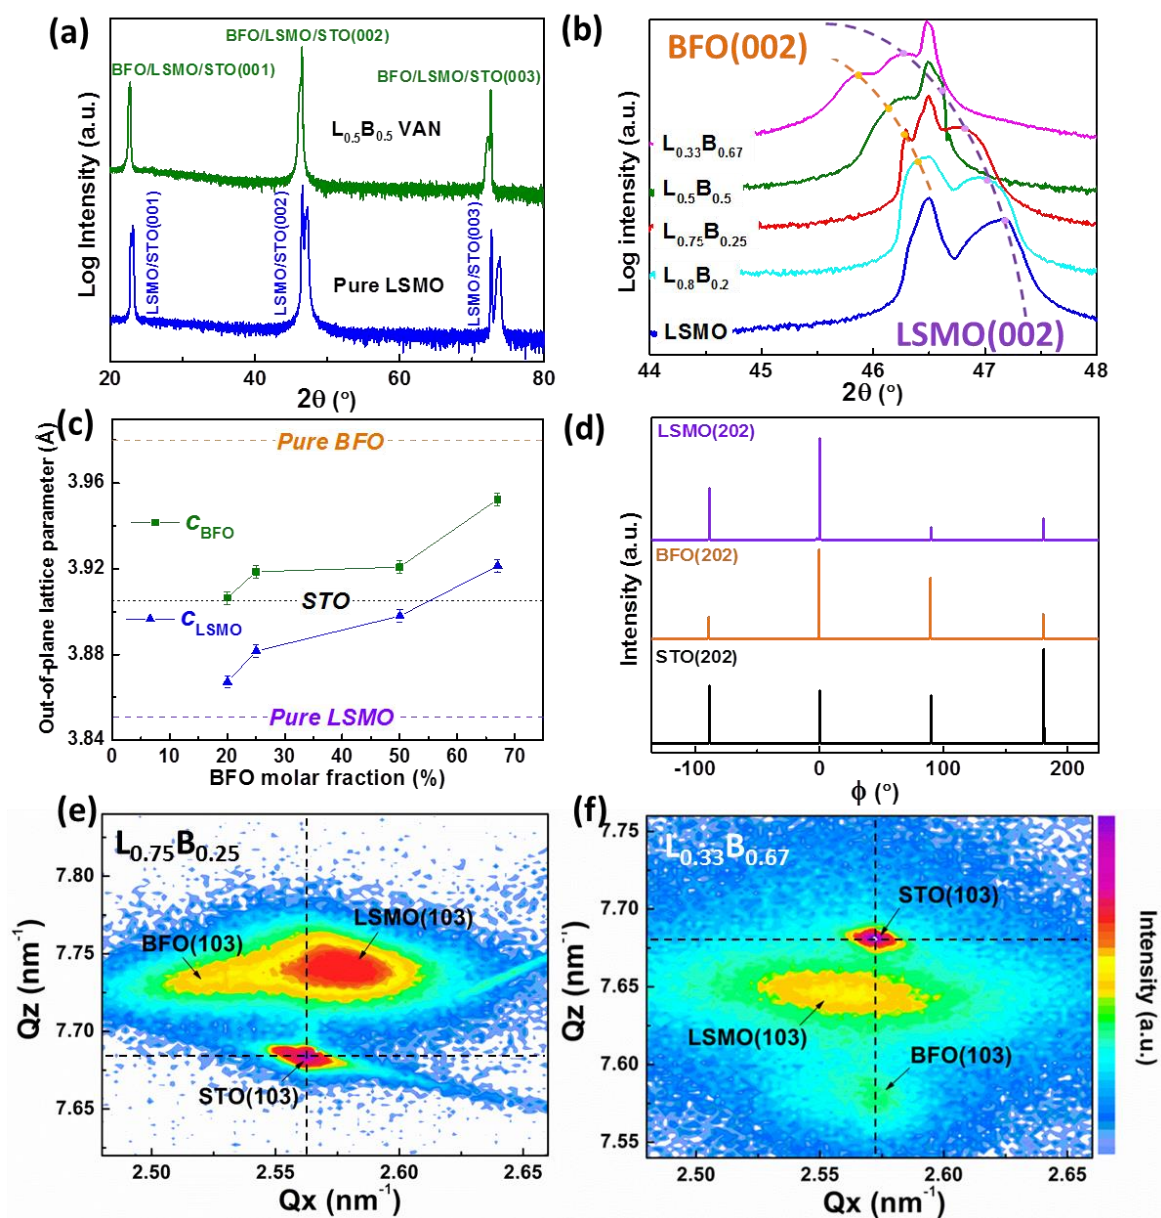 (a)
BFO/LSMO/STO(002)
BFO/LSMO/STO(001)
BFO/LSMO/STO(003)
L0.5B0.5 VAN
LSMO/STO(001)
LSMO/STO(002)
LSMO/STO(003)
Pure LSMO
Log Intensity (a.u.)
20 40 60 80
2θ (°)
(b)
BFO(002)
L0.33B0.67
L0.5B0.5
L0.75B0.25
L0.8B0.2
LSMO
LSMO(002)
Log intensity (a.u.)
44 45 46 47 48
2θ (°)
(c)
Pure BFO
3.96
CBFO
3.92
STO
CLSMO
3.88
Pure LSMO
3.84
Out-of-plane lattice parameter (Å)
0 10 20 30 40 50 60 70
BFO molar fraction (%)
(d)
LSMO(202)
BFO(202)
STO(202)
Intensity (a.u.)
-100 0 100 200
ϕ (°)
(e)
L0.75B0.25
7.80
LSMO(103)
BFO(103)
7.75
7.70
STO(103)
7.65
Qz (nm-1)
2.50 2.55 2.60 2.65
Qx (nm-1)
(f)
7.76
L0.33B0.67
STO(103)
7.70
7.65
LSMO(103)
BFO(103)
7.60
7.55
Qz (nm-1)
2.50 2.55 2.60 2.65
Qx (nm-1)
Intensity (a.u.)